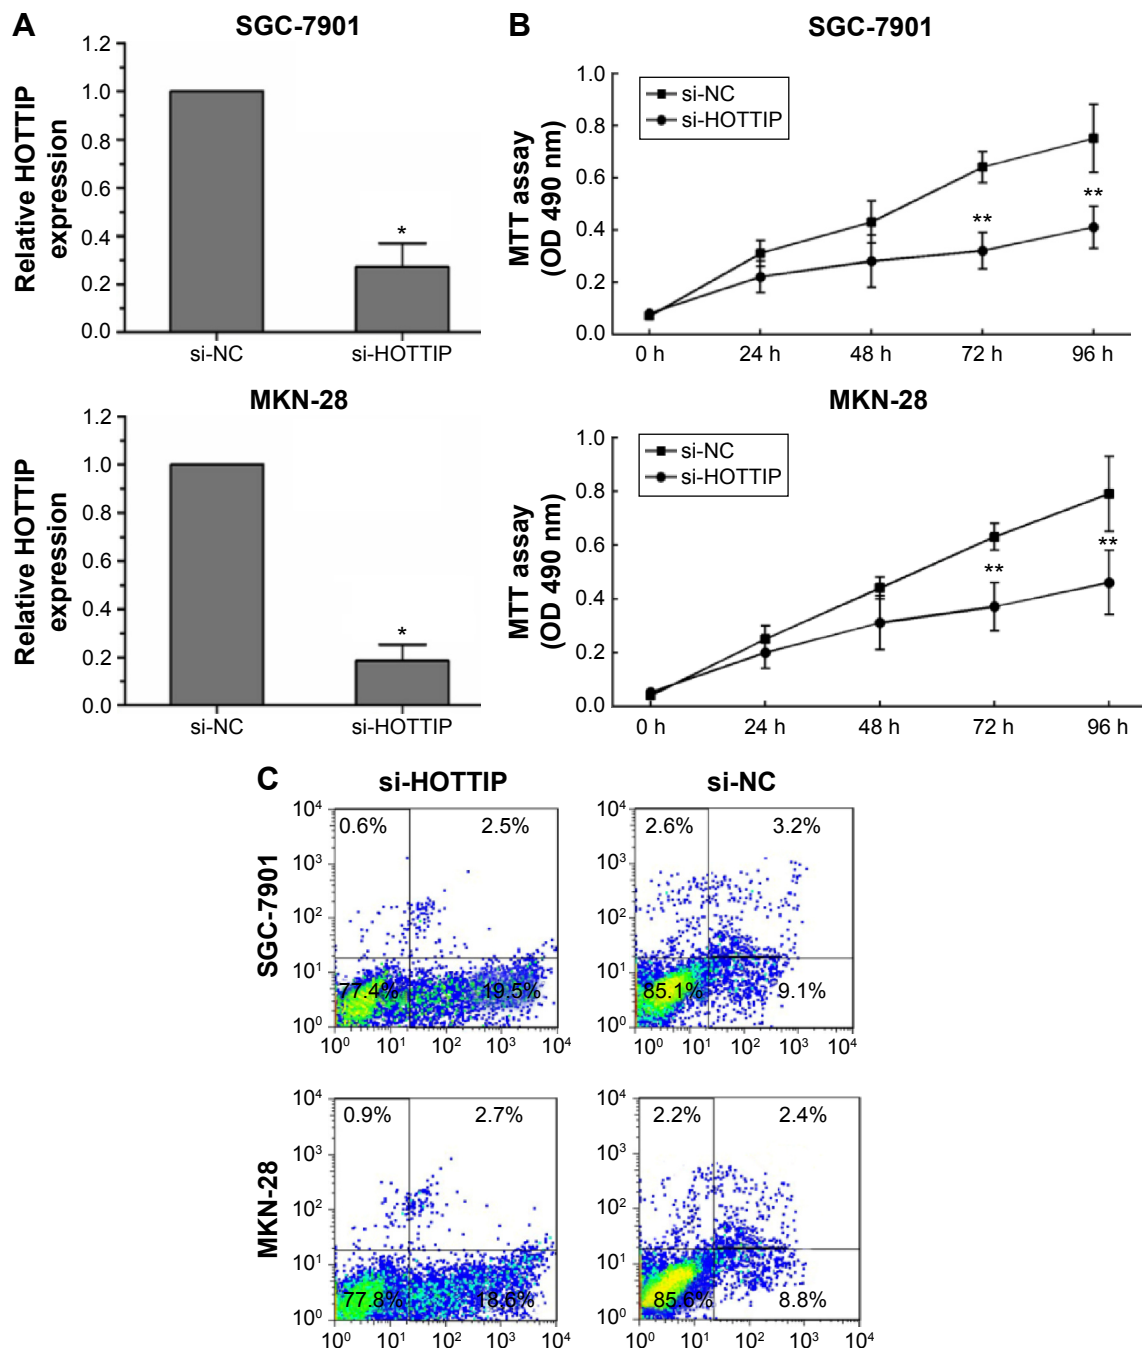 A
SGC-7901
Relative HOTTIP
expression
1.2
1.0
0.8
0.6
0.4
0.2
0.0
*
si-NC
si-HOTTIP
B
SGC-7901
MTT assay
(OD 490 nm)
1.0
0.8
0.6
0.4
0.2
0.0
si-NC
si-HOTTIP
**
**
0 h
24 h
48 h
72 h
96 h
MKN-28
Relative HOTTIP
expression
1.2
1.0
0.8
0.6
0.4
0.2
0.0
*
si-NC
si-HOTTIP
MKN-28
MTT assay
(OD 490 nm)
1.0
0.8
0.6
0.4
0.2
0.0
si-NC
si-HOTTIP
**
**
0 h
24 h
48 h
72 h
96 h
C
si-HOTTIP
si-NC
SGC-7901
10⁴
10³
10²
10¹
10⁰
0.6%
2.5%
77.4%
19.5%
10⁰ 10¹ 10² 10³ 10⁴
10⁴
10³
10²
10¹
10⁰
2.6%
3.2%
85.1%
9.1%
10⁰ 10¹ 10² 10³ 10⁴
MKN-28
10⁴
10³
10²
10¹
10⁰
0.9%
2.7%
77.8%
18.6%
10⁰ 10¹ 10² 10³ 10⁴
10⁴
10³
10²
10¹
10⁰
2.2%
2.4%
85.6%
8.8%
10⁰ 10¹ 10² 10³ 10⁴